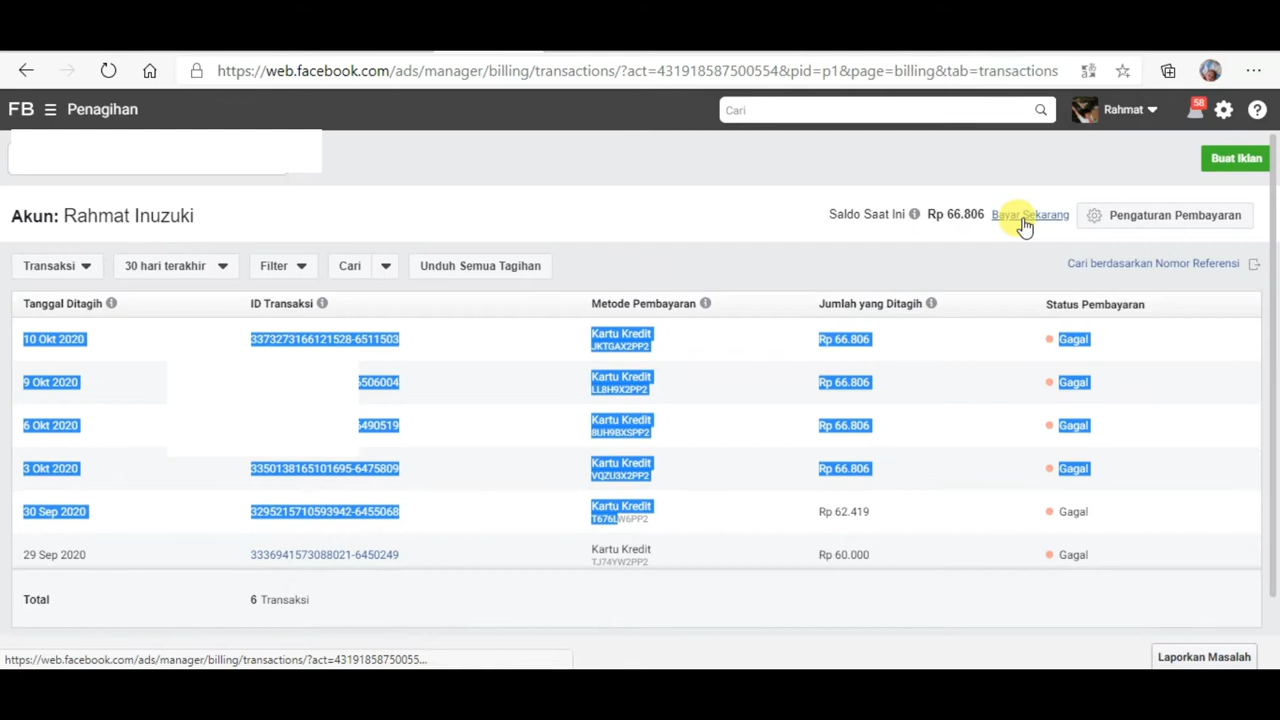 https://web.facebook.com/ads/manager/billing/transactions/?act=431918587500554&pid=p1&page=billing&tab=transactions
FB Penagihan
Cari
Rahmat
58
Buat Iklan
Akun: Rahmat Inuzuki
Saldo Saat Ini Rp 66.806 Bayar Sekarang
Pengaturan Pembayaran
Transaksi 30 hari terakhir Filter Cari Unduh Semua Tagihan
Cari berdasarkan Nomor Referensi
Tanggal Ditagih ID Transaksi Metode Pembayaran Jumlah yang Ditagih Status Pembayaran
10 Okt 2020 3373273166121528-6511503 Kartu Kredit Rp 66.806 Gagal
JKTGAX2PP2
9 Okt 2020 6506004 Kartu Kredit Rp 66.806 Gagal
LL8H9X2PP2
6 Okt 2020 6490519 Kartu Kredit Rp 66.806 Gagal
8UH9BXSPP2
3 Okt 2020 3350138165101695-6475809 Kartu Kredit Rp 66.806 Gagal
VQZU3X2PP2
30 Sep 2020 3295215710593942-6455068 Kartu Kredit Rp 62.419 Gagal
T676LW6PP2
29 Sep 2020 3336941573088021-6450249 Kartu Kredit Rp 60.000 Gagal
TJ74YW2PP2
Total 6 Transaksi
https://web.facebook.com/ads/manager/billing/transactions/?act=43191858750055...
Laporkan Masalah